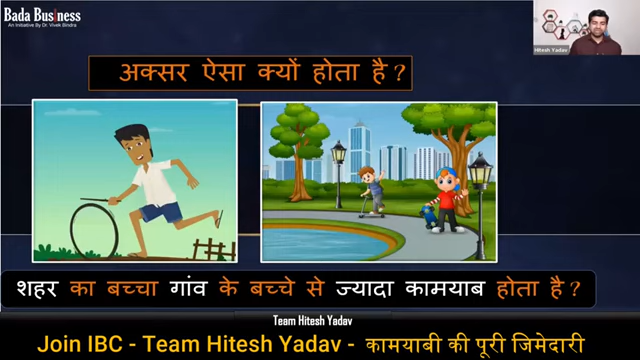 Bada Business
An Initiative By Dr. Vivek Bindra
Hitesh Yadav
अक्सर ऐसा क्यों होता है ?
शहर का बच्चा गांव के बच्चे से ज्यादा कामयाब होता है ?
Team Hitesh Yadav
Join IBC - Team Hitesh Yadav - कामयाबी की पूरी जिमेदारी